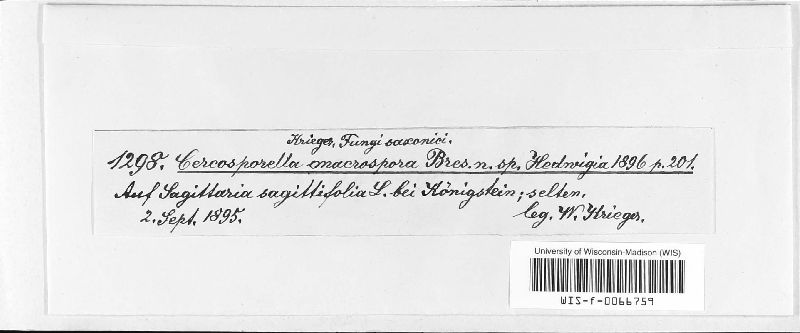 Krieger, Fungi saxonici.
1298. Cercosporella macrospora Bres. n. sp. Hedwigia 1896 p. 201.
Auf Sagittaria sagittifolia L. bei Königstein; selten.
2. Sept. 1895. leg. W. Krieger.
University of Wisconsin-Madison (WIS)
WIS-f-0066759